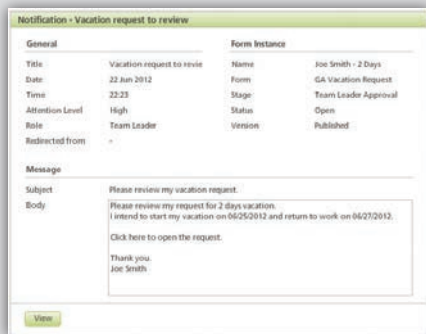 Notification - Vacation request to review
General
Title Vacation request to revie
Date 22 Jun 2012
Time 22:23
Attention Level High
Role Team Leader
Redirected from -
Form Instance
Name Joe Smith - 2 Days
Form GA Vacation Request
Stage Team Leader Approval
Status Open
Version Published
Message
Subject Please review my vacation request.
Body Please review my request for 2 days vacation.
I intend to start my vacation on 06/25/2012 and return to work on 06/27/2012.
Click here to open the request.
Thank you.
Joe Smith
View